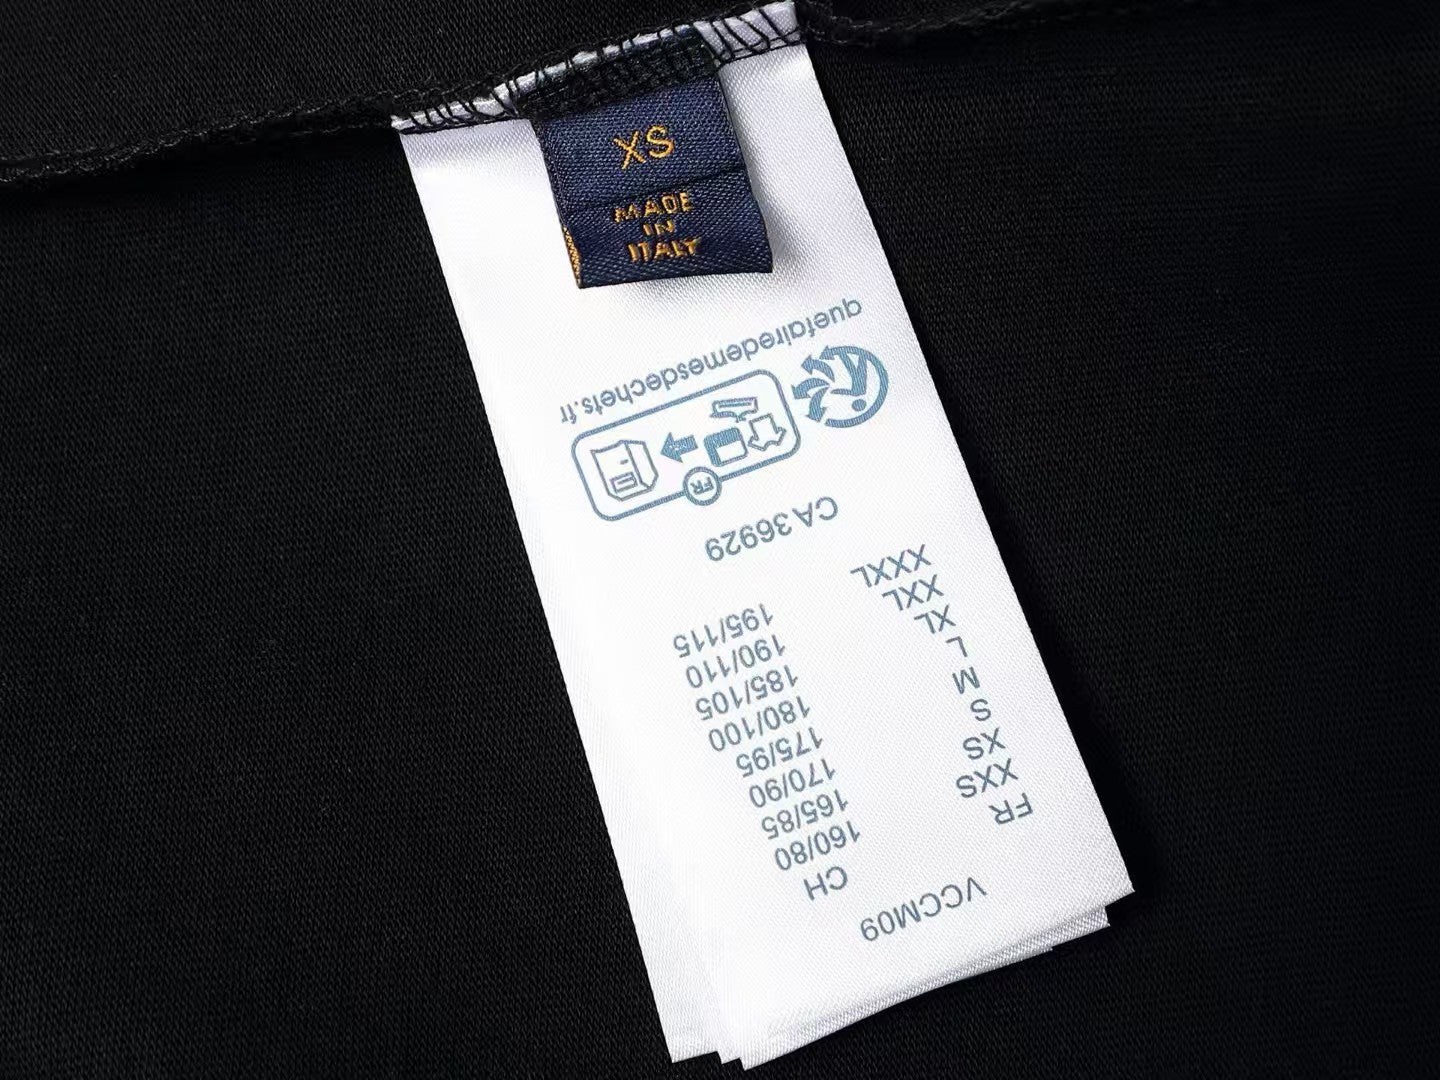 XS
MADE
IN
ITALY
VCCM09
FR CH
XXS 160/80
XS 165/85
S 170/90
M 175/95
L 180/100
XL 185/105
XXL 190/110
XXXL 195/115
CA 36929
FR
quefairedemesdechets.fr